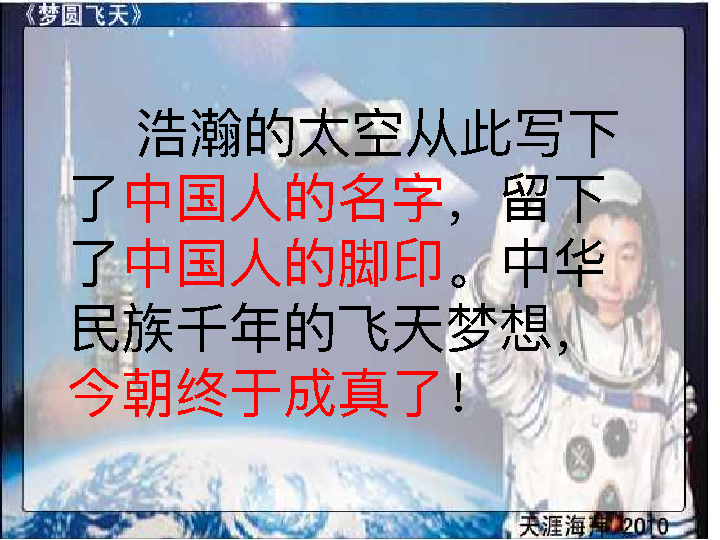 《梦圆飞天》
浩瀚的太空从此写下
了中国人的名字，留下
了中国人的脚印。中华
民族千年的飞天梦想，
今朝终于成真了！
天涯海 2010